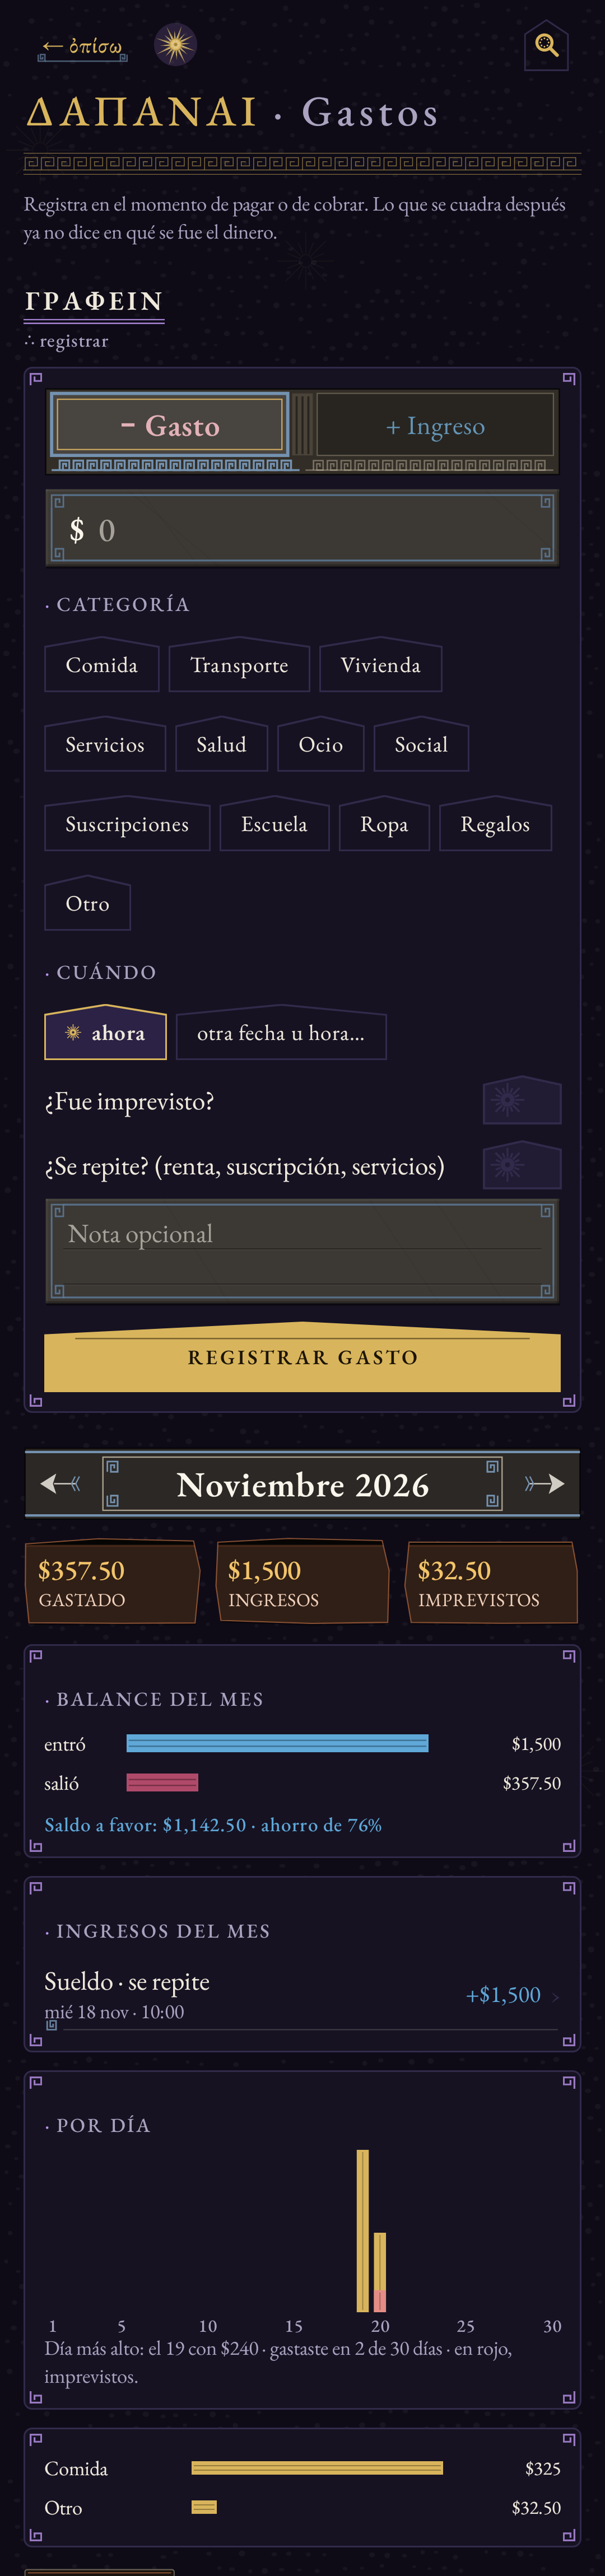 ← ὀπίσω
ΔΑΠΑΝΑΙ · Gastos
Registra en el momento de pagar o de cobrar. Lo que se cuadra después
ya no dice en qué se fue el dinero.
ΓΡΑΦΕΙΝ
∴ registrar
− Gasto
+ Ingreso
$ 0
· CATEGORÍA
Comida
Transporte
Vivienda
Servicios
Salud
Ocio
Social
Suscripciones
Escuela
Ropa
Regalos
Otro
· CUÁNDO
ahora
otra fecha u hora…
¿Fue imprevisto?
¿Se repite? (renta, suscripción, servicios)
Nota opcional
REGISTRAR GASTO
Noviembre 2026
$357.50
GASTADO
$1,500
INGRESOS
$32.50
IMPREVISTOS
· BALANCE DEL MES
entró $1,500
salió $357.50
Saldo a favor: $1,142.50 · ahorro de 76%
· INGRESOS DEL MES
Sueldo · se repite
mié 18 nov · 10:00
+$1,500 ›
· POR DÍA
1 5 10 15 20 25 30
Día más alto: el 19 con $240 · gastaste en 2 de 30 días · en rojo,
imprevistos.
Comida $325
Otro $32.50